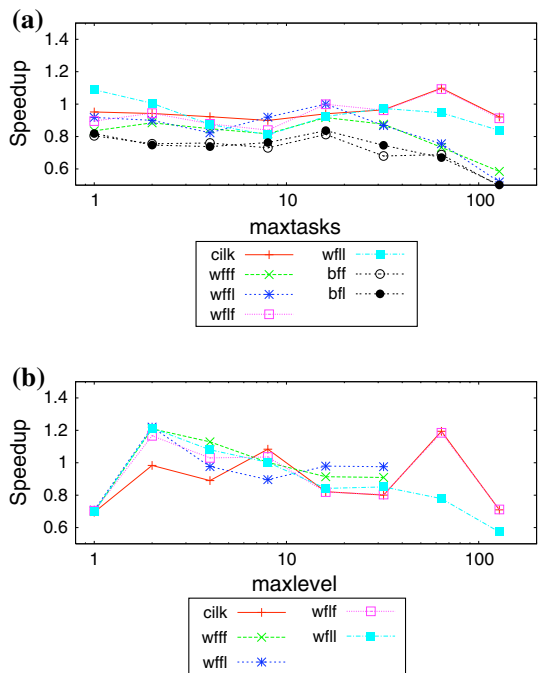 (a)
1.4
1.2
1
0.8
0.6
Speedup
1 10 100
maxtasks
cilk wfll
wfff bff
wffl bfl
wflf
(b)
1.4
1.2
1
0.8
0.6
Speedup
1 10 100
maxlevel
cilk wflf
wfff wfll
wffl